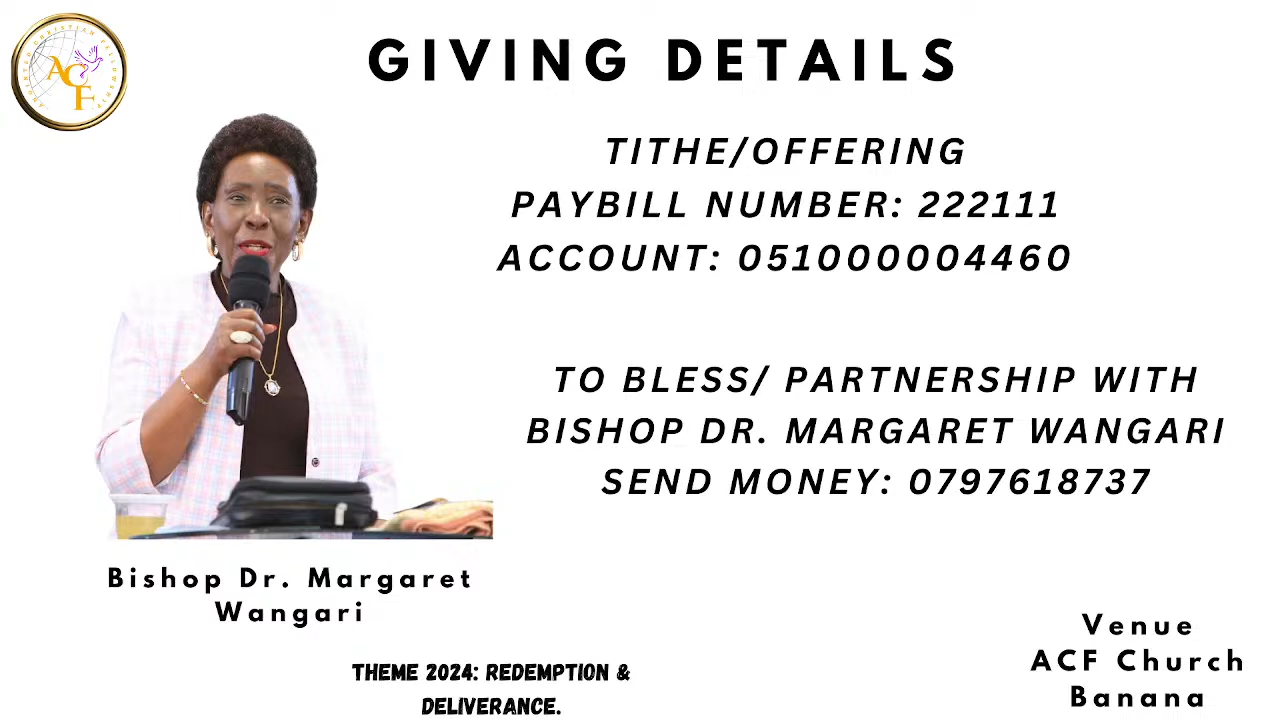 GIVING DETAILS
ACF
TITHE/OFFERING
PAYBILL NUMBER: 222111
ACCOUNT: 051000004460
TO BLESS/ PARTNERSHIP WITH
BISHOP DR. MARGARET WANGARI
SEND MONEY: 0797618737
Bishop Dr. Margaret
Wangari
THEME 2024: REDEMPTION &
DELIVERANCE.
Venue
ACF Church
Banana